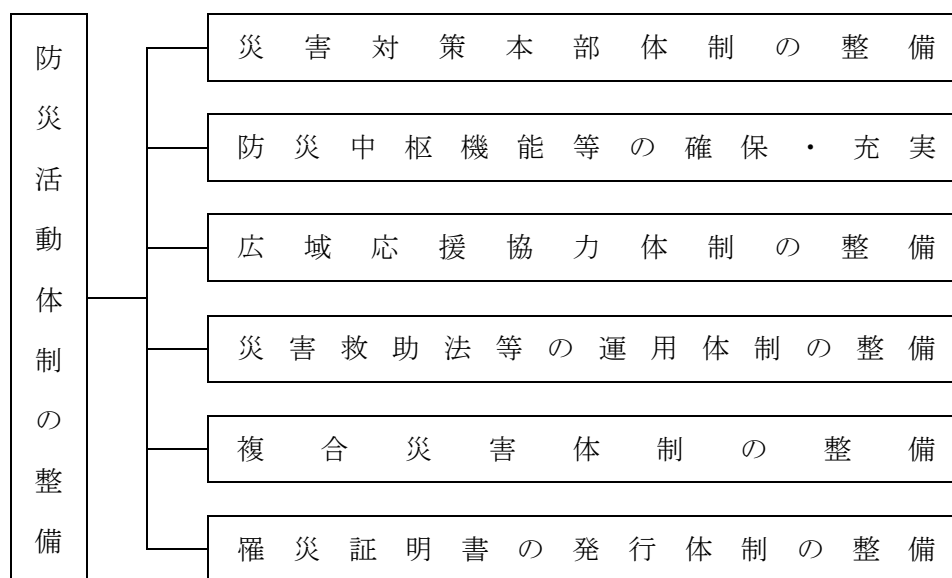 防災活動体制の整備
災害対策本部体制の整備
防災中枢機能等の確保・充実
広域応援協力体制の整備
災害救助法等の運用体制の整備
複合災害体制の整備
罹災証明書の発行体制の整備